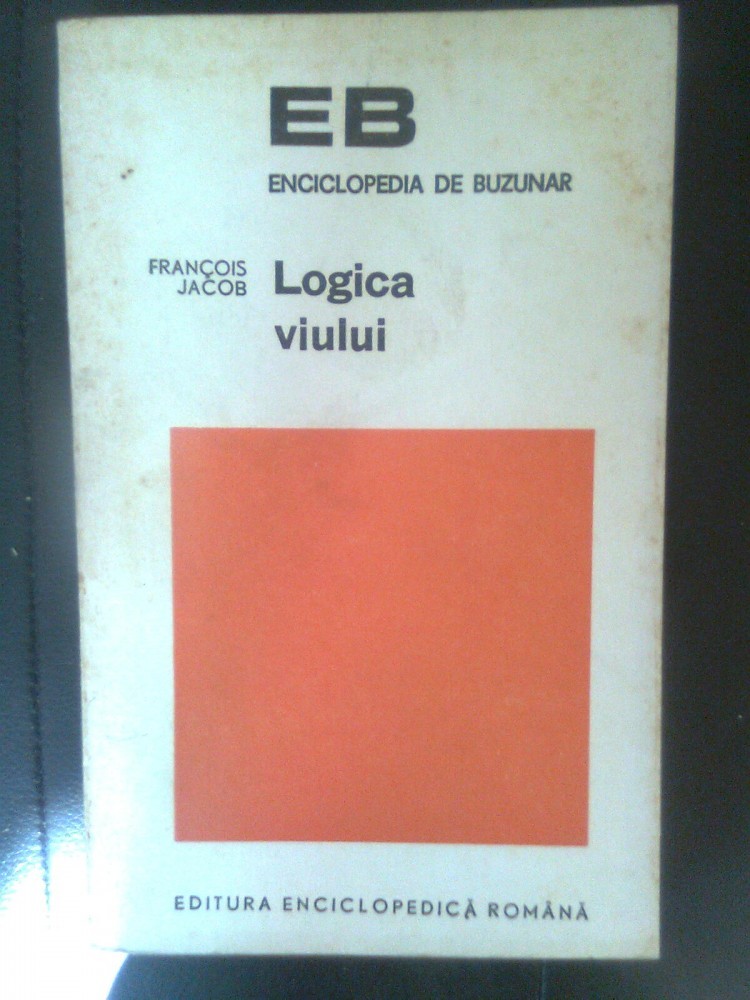 EB
ENCICLOPEDIA DE BUZUNAR
FRANÇOIS
JACOB
Logica
viului
EDITURA ENCICLOPEDICĂ ROMÂNĂ